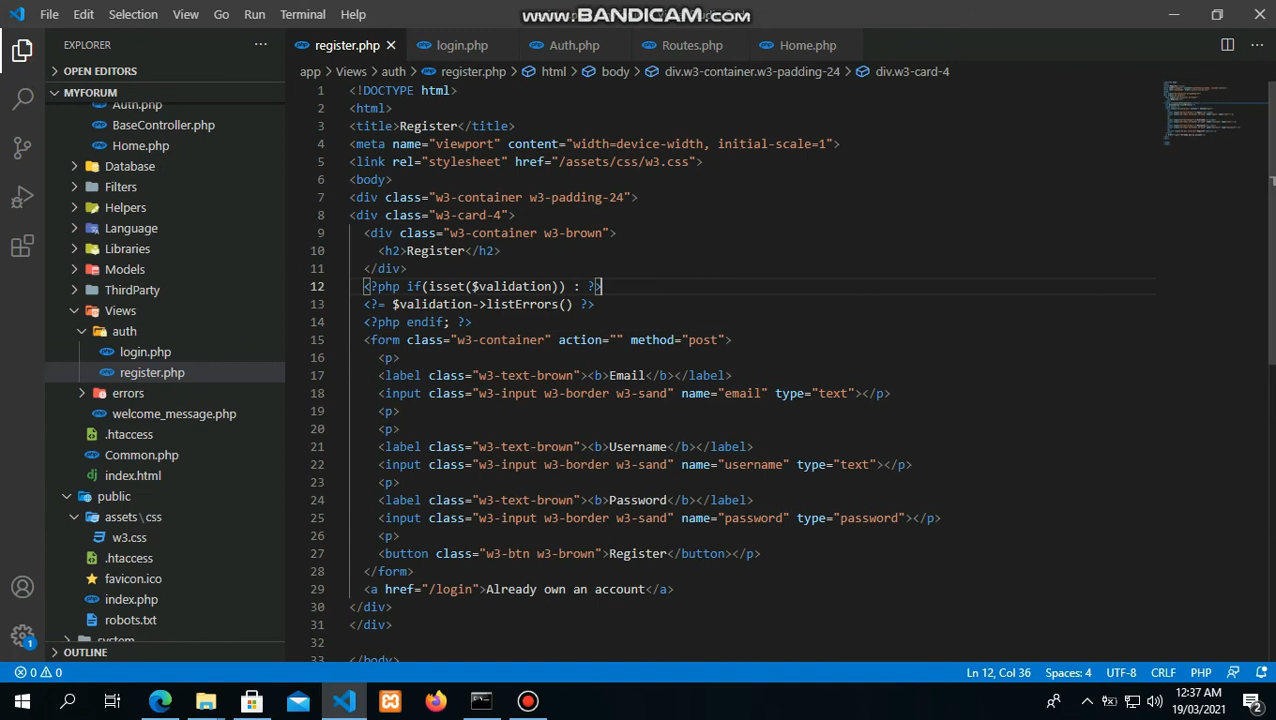 File Edit Selection View Go Run Terminal Help
www.BANDICAM.com
EXPLORER
OPEN EDITORS
MYFORUM
Auth.php
BaseController.php
Home.php
Database
Filters
Helpers
Language
Libraries
Models
ThirdParty
Views
auth
login.php
register.php
errors
welcome_message.php
.htaccess
Common.php
index.html
public
assets\css
w3.css
.htaccess
favicon.ico
index.php
robots.txt
system
OUTLINE
register.php login.php Auth.php Routes.php Home.php
app > Views > auth > register.php > html > body > div.w3-container.w3-padding-24 > div.w3-card-4
1 <!DOCTYPE html>
2 <html>
3 <title>Register</title>
4 <meta name="viewport" content="width=device-width, initial-scale=1">
5 <link rel="stylesheet" href="/assets/css/w3.css">
6 <body>
7 <div class="w3-container w3-padding-24">
8 <div class="w3-card-4">
9 <div class="w3-container w3-brown">
10 <h2>Register</h2>
11 </div>
12 <?php if(isset($validation)) : ?>
13 <?= $validation->listErrors() ?>
14 <?php endif; ?>
15 <form class="w3-container" action="" method="post">
16 <p>
17 <label class="w3-text-brown"><b>Email</b></label>
18 <input class="w3-input w3-border w3-sand" name="email" type="text"></p>
19 <p>
20 <p>
21 <label class="w3-text-brown"><b>Username</b></label>
22 <input class="w3-input w3-border w3-sand" name="username" type="text"></p>
23 <p>
24 <label class="w3-text-brown"><b>Password</b></label>
25 <input class="w3-input w3-border w3-sand" name="password" type="password"></p>
26 <p>
27 <button class="w3-btn w3-brown">Register</button></p>
28 </form>
29 <a href="/login">Already own an account</a>
30 </div>
31 </div>
32
33 </body>
0 0 Ln 12, Col 36 Spaces: 4 UTF-8 CRLF PHP
1
12:37 AM
19/03/2021
2